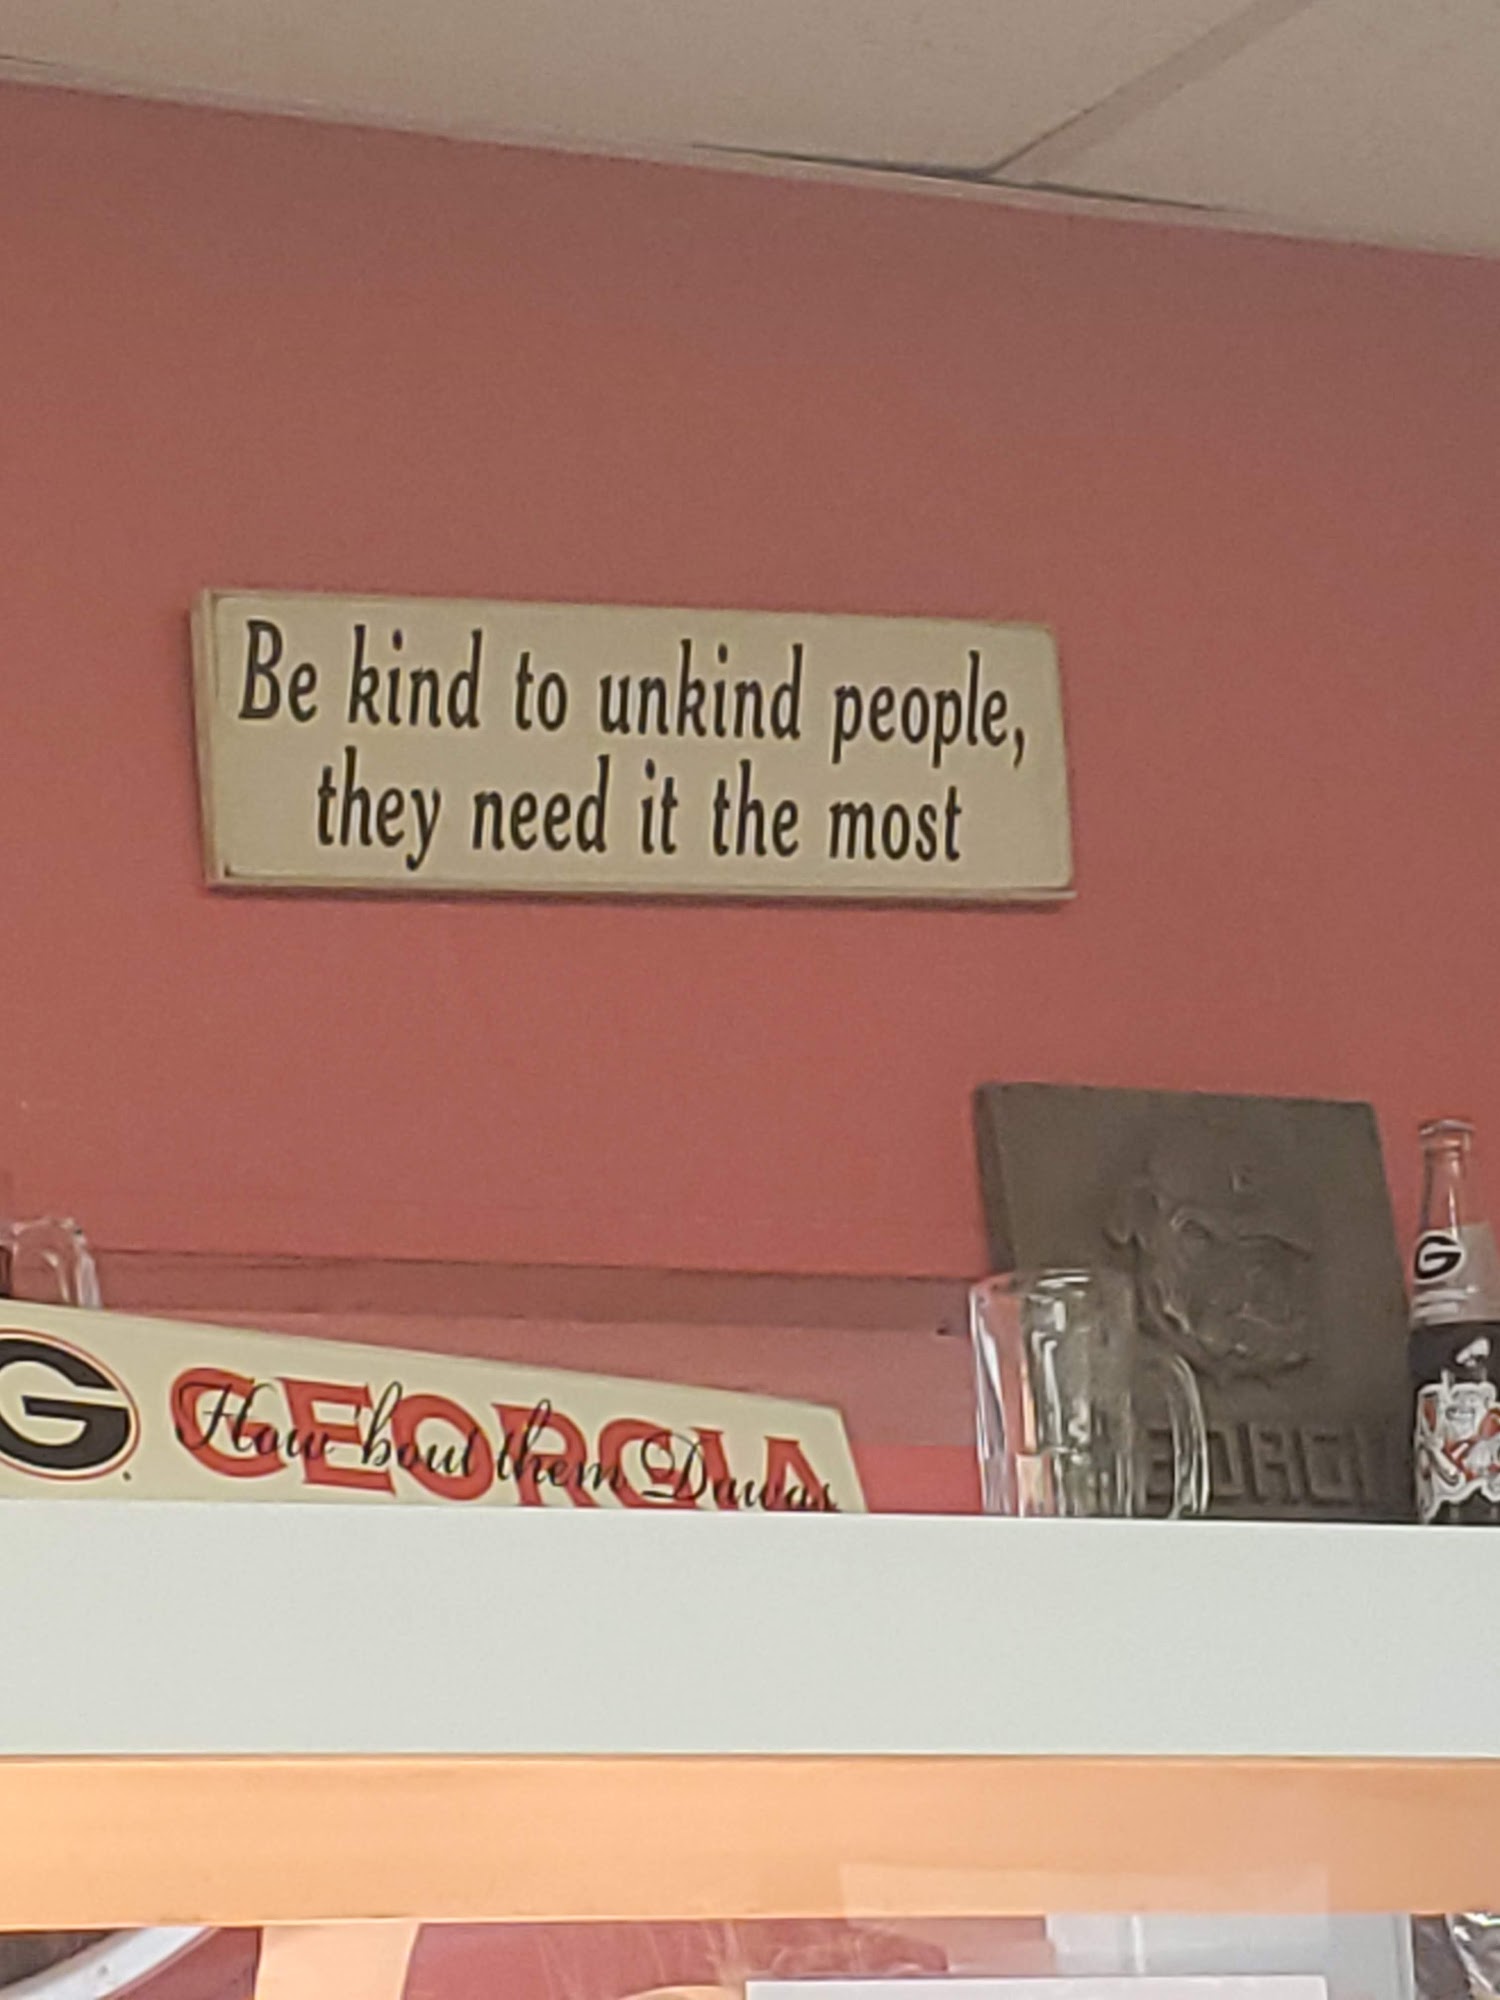 Be kind to unkind people,
they need it the most
G
GEORGIA
How 'bout them Dawgs
G